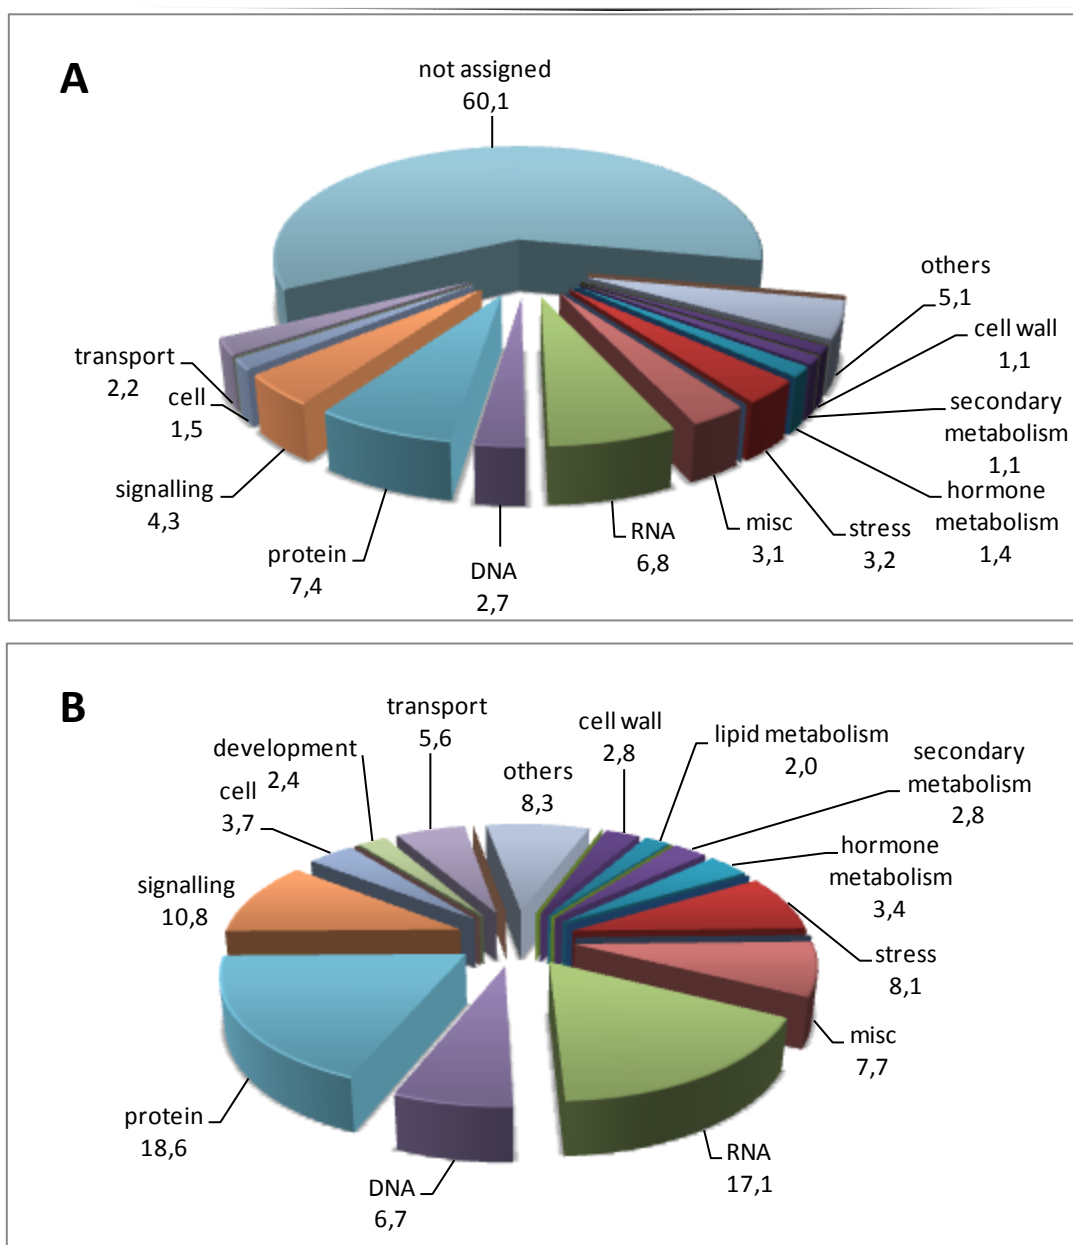 A
not assigned
60,1
others
5,1
cell wall
1,1
secondary
metabolism
1,1
hormone
metabolism
1,4
stress
3,2
misc
3,1
RNA
6,8
DNA
2,7
protein
7,4
signalling
4,3
cell
1,5
transport
2,2
B
transport
5,6
others
8,3
cell wall
2,8
lipid metabolism
2,0
secondary
metabolism
2,8
hormone
metabolism
3,4
stress
8,1
misc
7,7
RNA
17,1
DNA
6,7
protein
18,6
signalling
10,8
cell
3,7
development
2,4